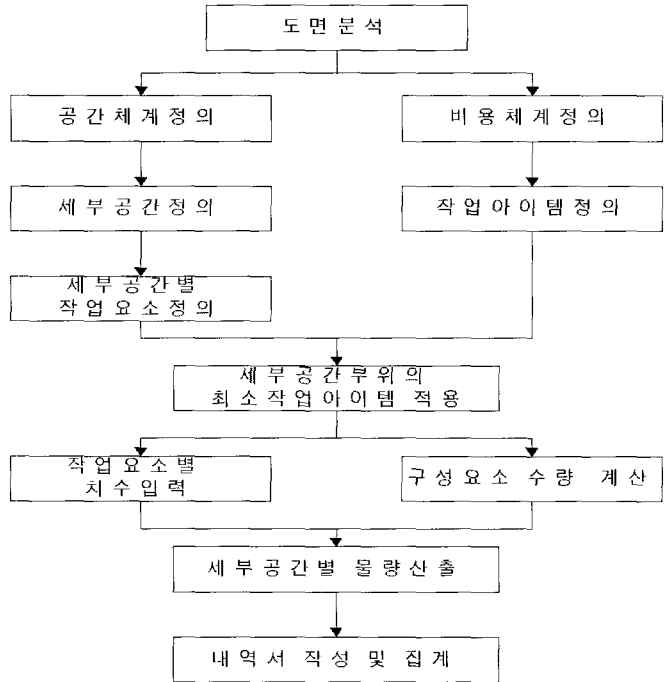 도면분석
공간체계정의
비용체계정의
세부공간정의
작업아이템정의
세부공간별
작업요소정의
세부공간부위의
최소작업아이템 적용
작업요소별
치수입력
구성요소 수량 계산
세부공간별 물량산출
내역서 작성 및 집계